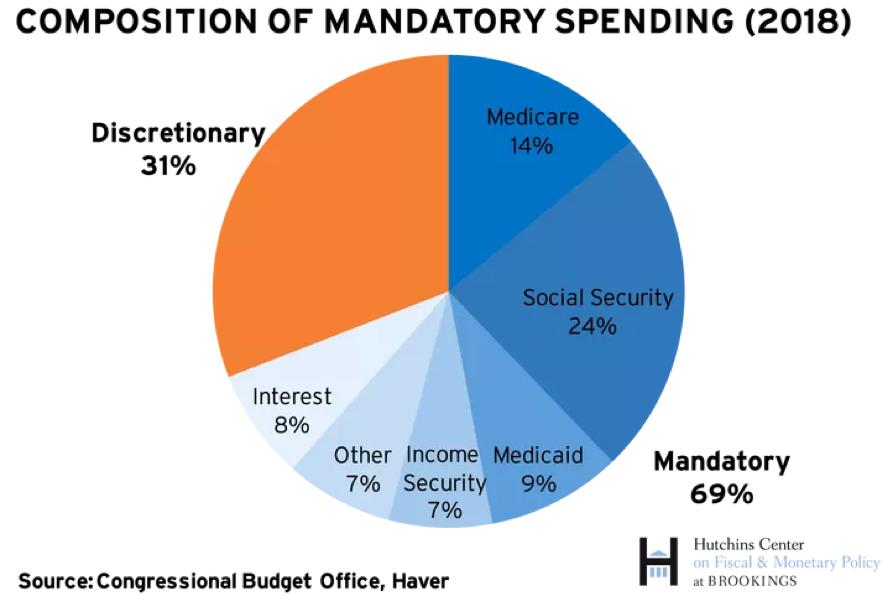 COMPOSITION OF MANDATORY SPENDING (2018)
Discretionary
31%
Medicare
14%
Social Security
24%
Interest
8%
Other
7%
Income
Security
7%
Medicaid
9%
Mandatory
69%
Hutchins Center
on Fiscal & Monetary Policy
at BROOKINGS
Source: Congressional Budget Office, Haver